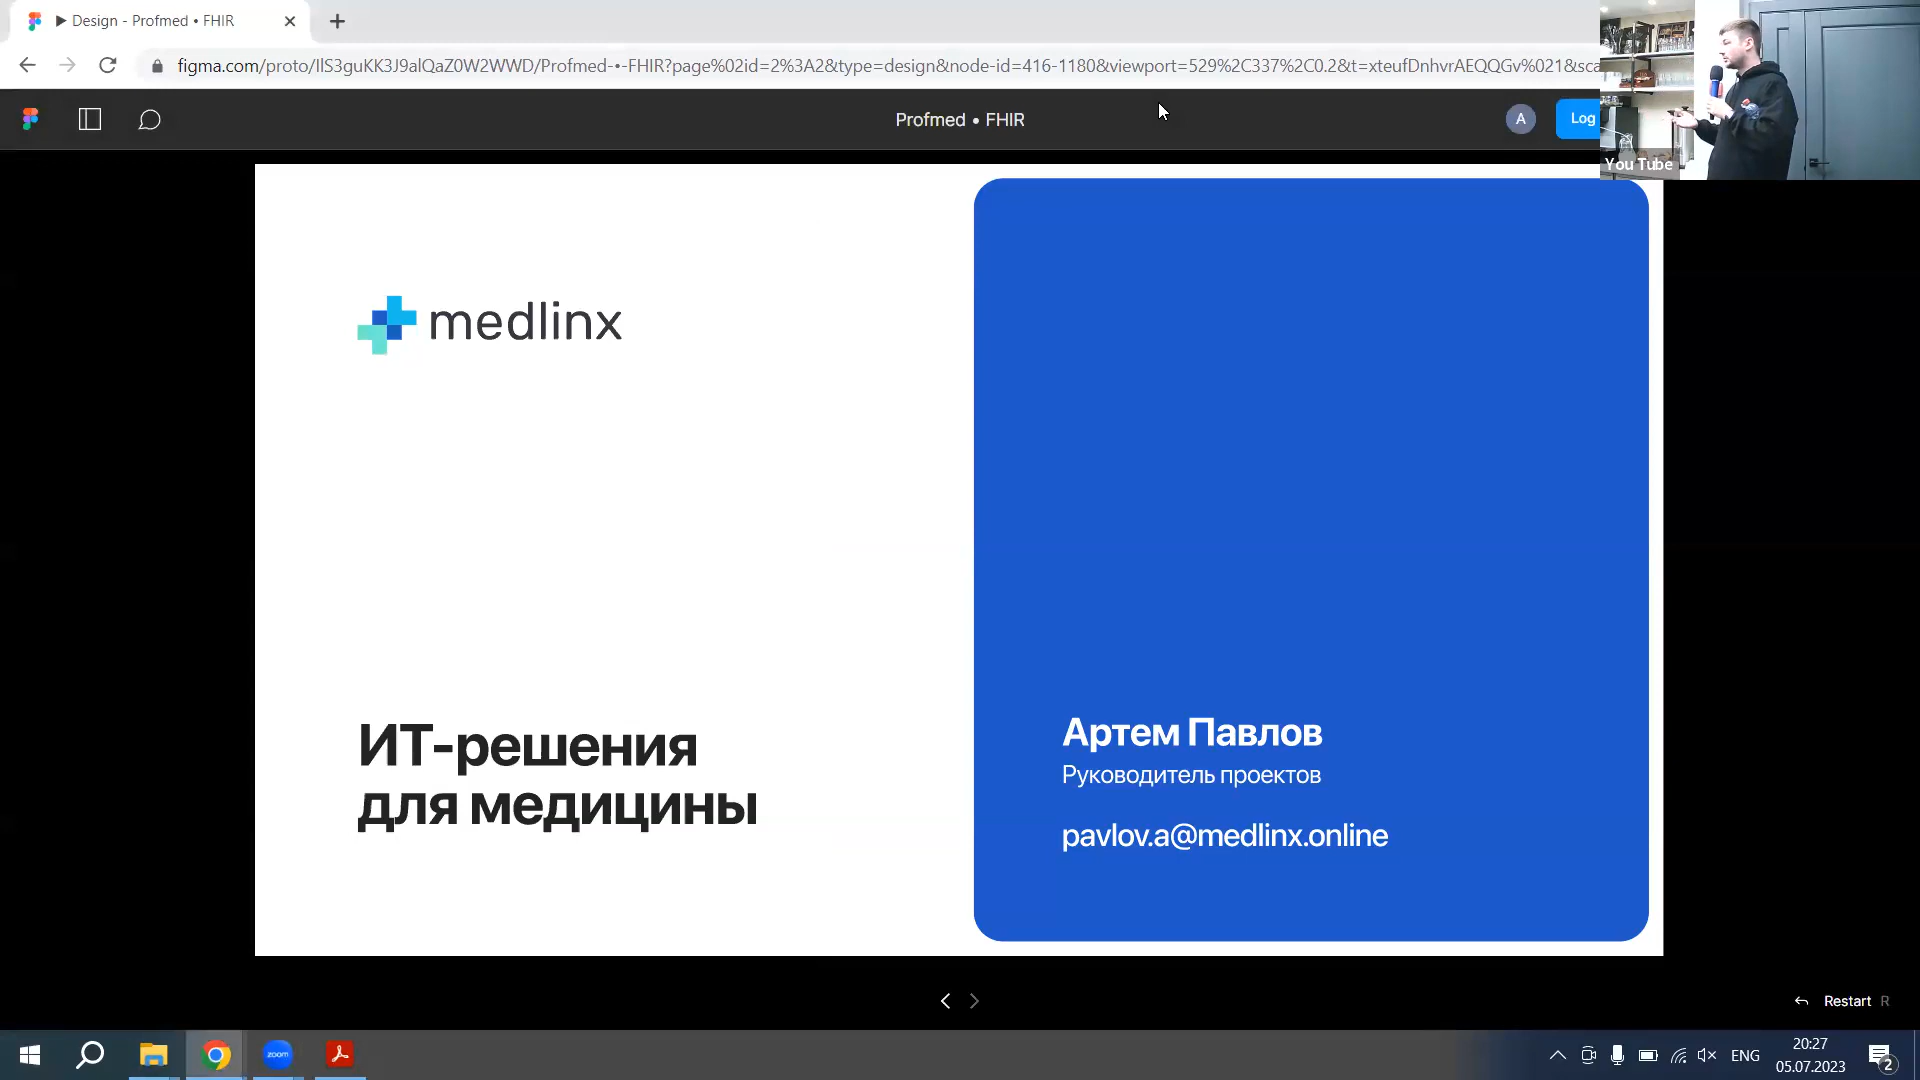 Design - Profmed • FHIR
figma.com/proto/IlS3guKK3J9alQaZ0W2WWD/Profmed-•-FHIR?page%02id=2%3A2&type=design&node-id=416-1180&viewport=529%2C337%2C0.2&t=xteufDnhvrAEQQGv%021&sca
Profmed • FHIR
A
Log
You Tube
medlinx
ИТ-решения
для медицины
Артем Павлов
Руководитель проектов
pavlov.a@medlinx.online
Restart R
zoom
ENG
20:27
05.07.2023
2